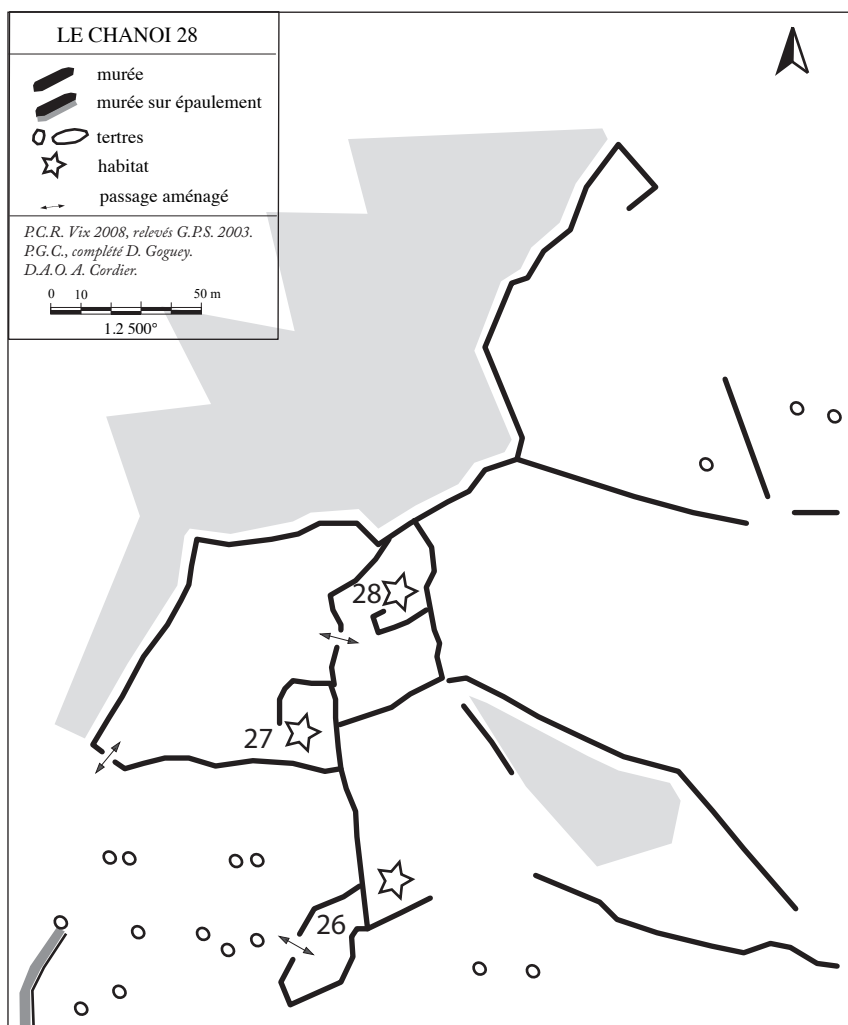 LE CHANOI 28
murée
murée sur épaulement
tertres
habitat
passage aménagé
P.C.R. Vix 2008, relevés G.P.S. 2003.
P.G.C., complété D. Goguey.
D.A.O. A. Cordier.
0 10 50 m
1.2 500°
28
27
26